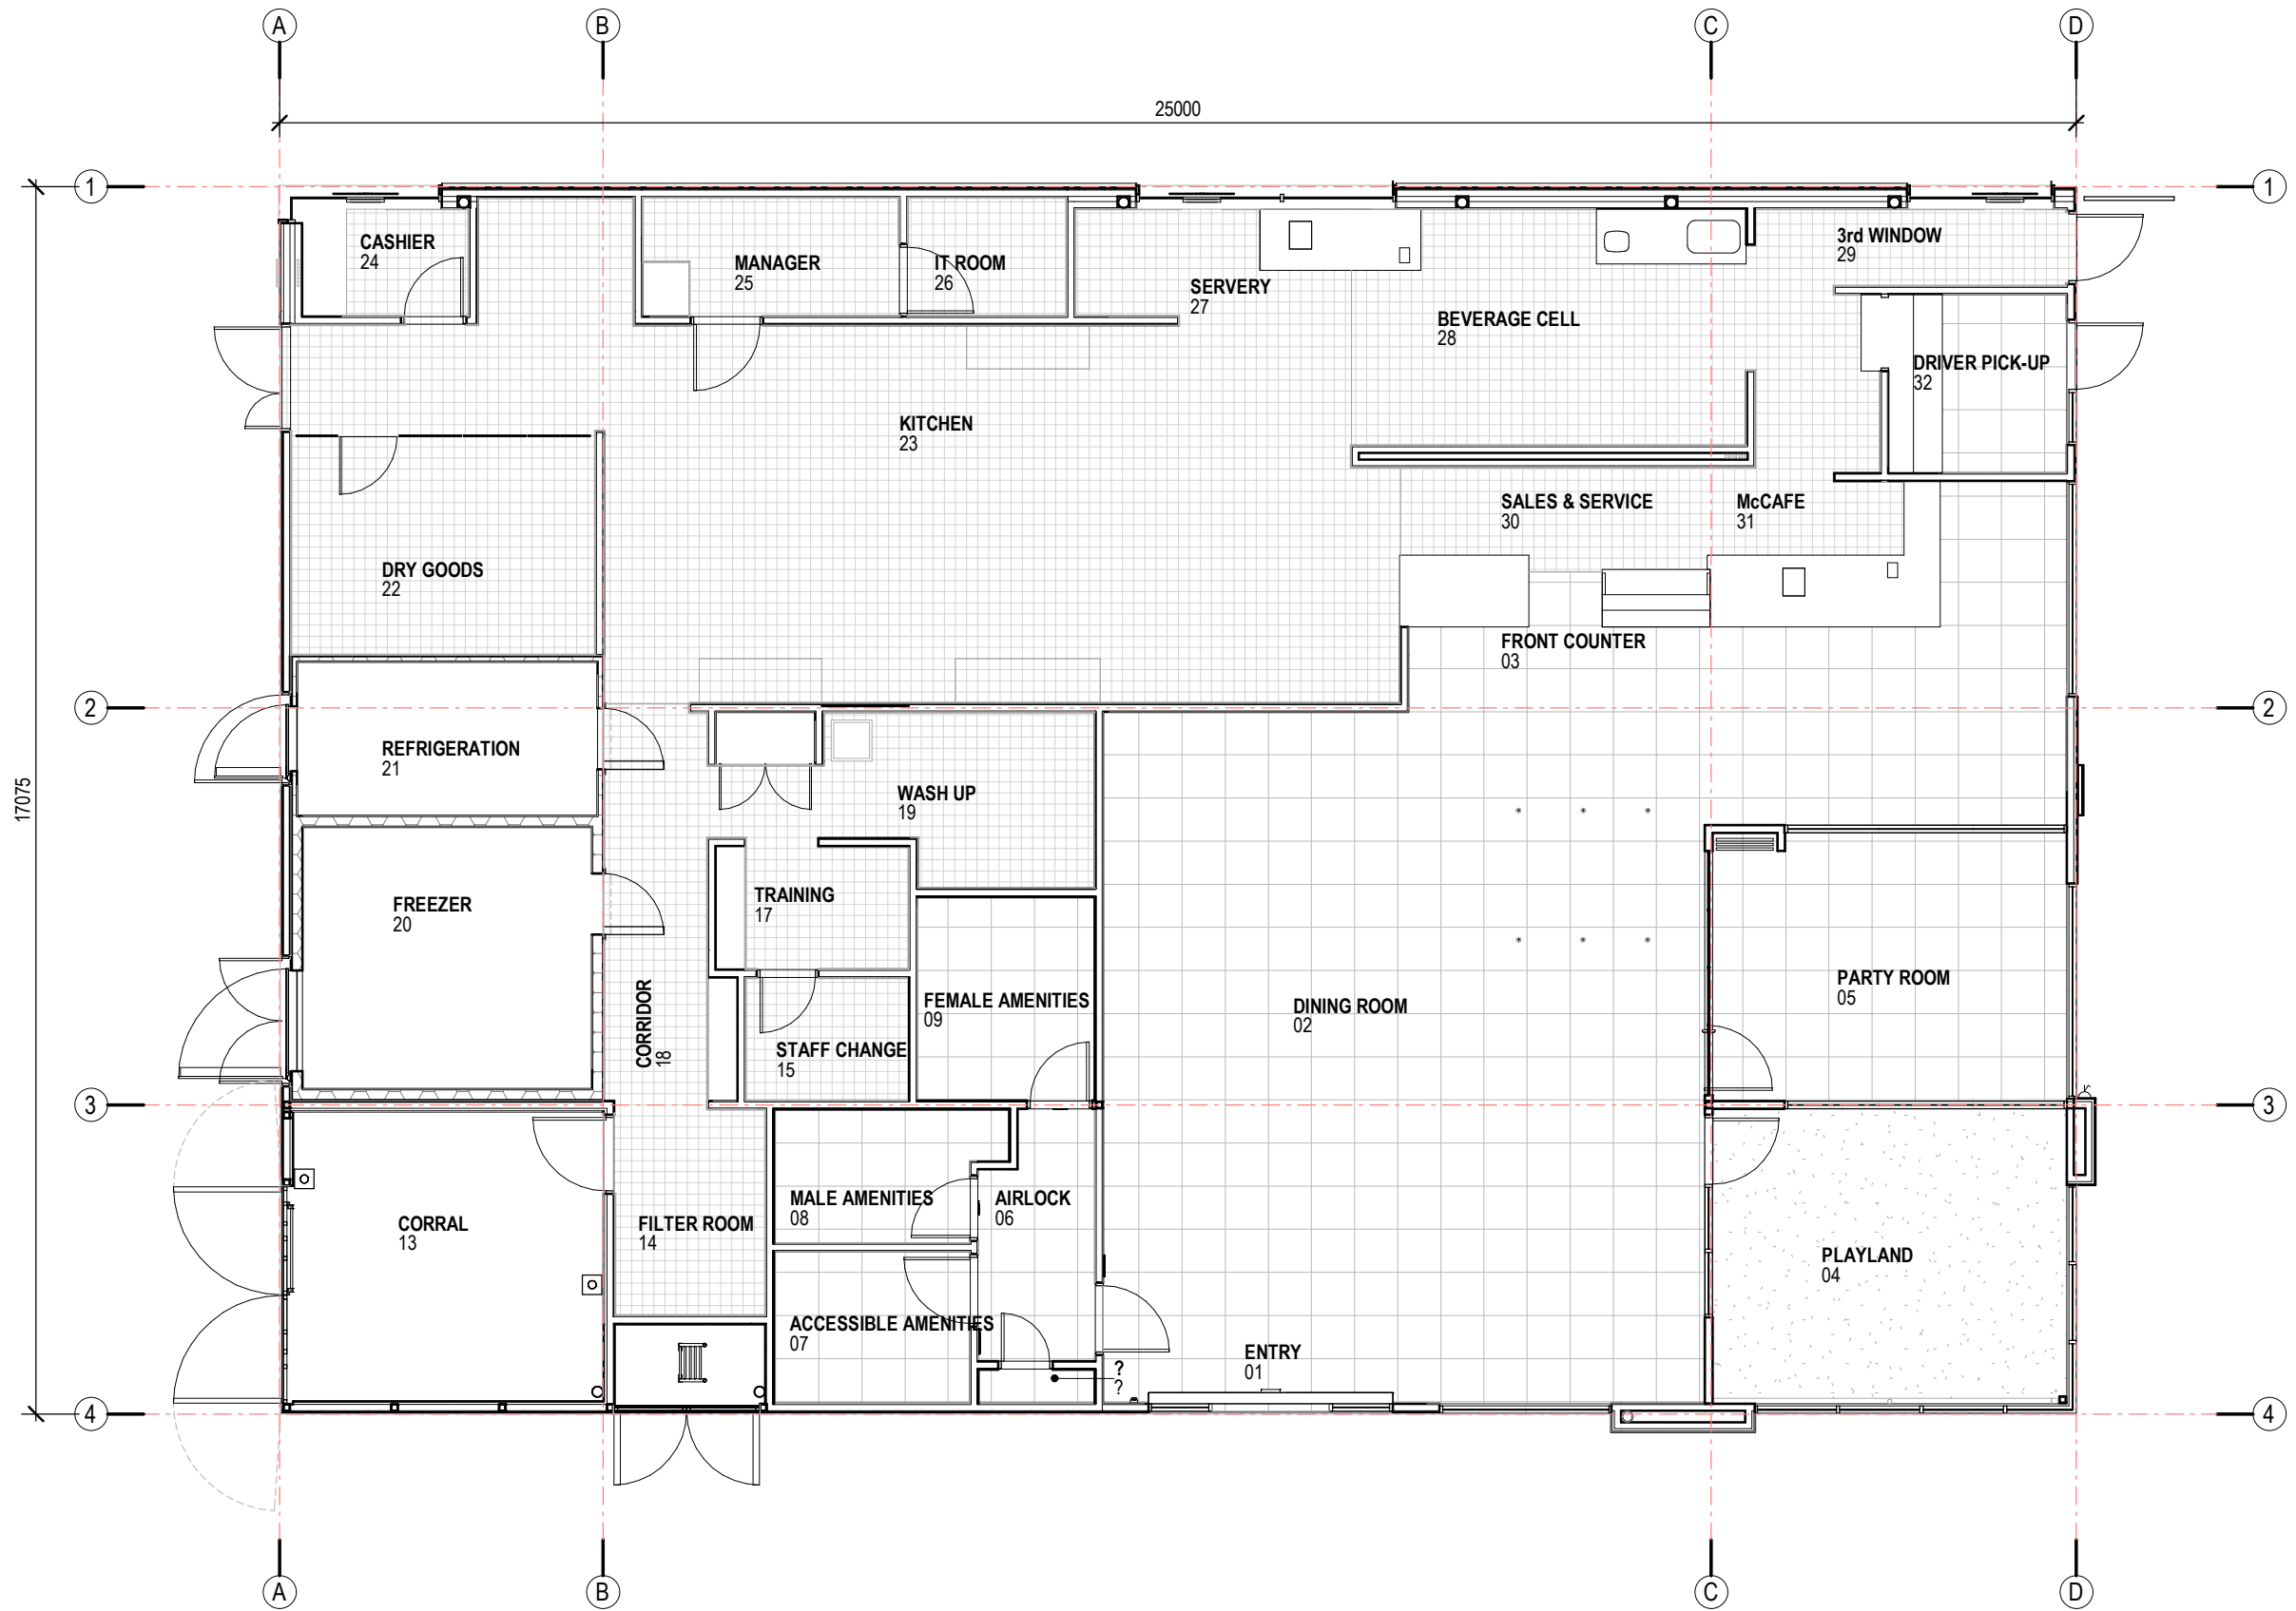 A
B
C
D
25000
1
1
CASHIER
24
MANAGER
25
IT ROOM
26
SERVERY
27
3rd WINDOW
29
BEVERAGE CELL
28
DRIVER PICK-UP
32
KITCHEN
23
SALES & SERVICE
30
McCAFE
31
DRY GOODS
22
FRONT COUNTER
03
2
2
REFRIGERATION
21
17075
WASH UP
19
FREEZER
20
TRAINING
17
CORRIDOR
18
STAFF CHANGE
15
FEMALE AMENITIES
09
DINING ROOM
02
PARTY ROOM
05
3
3
CORRAL
13
FILTER ROOM
14
MALE AMENITIES
08
AIRLOCK
06
PLAYLAND
04
ACCESSIBLE AMENITIES
07
ENTRY
01
?
?
4
4
A
B
C
D